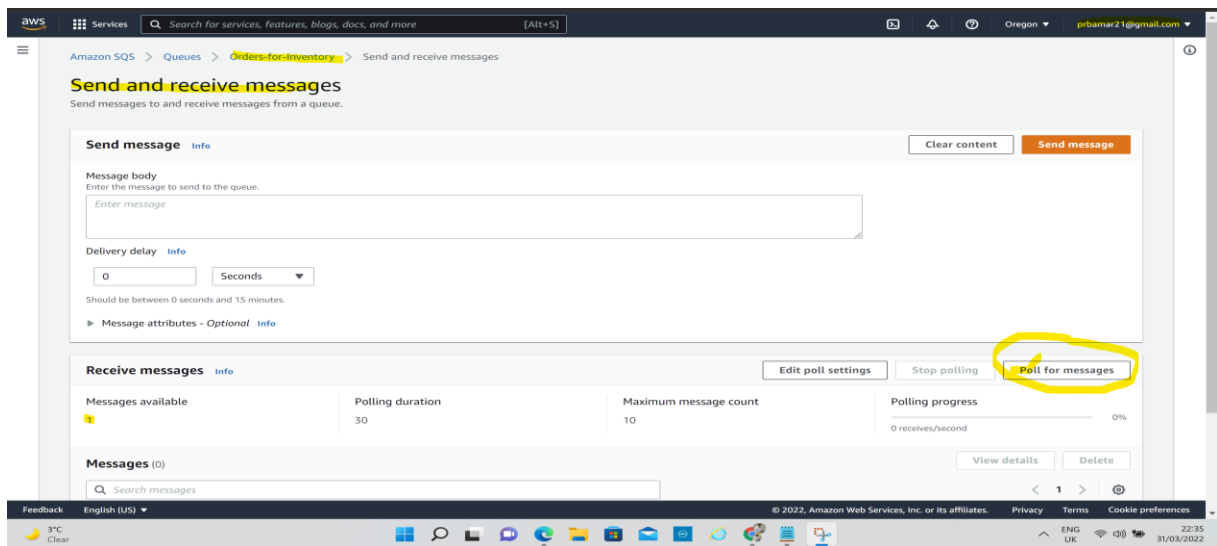 aws Services Search for services, features, blogs, docs, and more [Alt+S] Oregon prbamar21@gmail.com
Amazon SQS > Queues > Orders-for-Inventory > Send and receive messages
Send and receive messages
Send messages to and receive messages from a queue.
Send message Info Clear content Send message
Message body
Enter the message to send to the queue.
Enter message
Delivery delay Info
0 Seconds
Should be between 0 seconds and 15 minutes.
Message attributes - Optional Info
Receive messages Info Edit poll settings Stop polling Poll for messages
Messages available Polling duration Maximum message count Polling progress
1 30 10 0%
0 receives/second
Messages (0) View details Delete
Search messages < 1 >
Feedback English (US) © 2022, Amazon Web Services, Inc. or its affiliates. Privacy Terms Cookie preferences
3°C ENG 22:35
Clear UK 31/03/2022